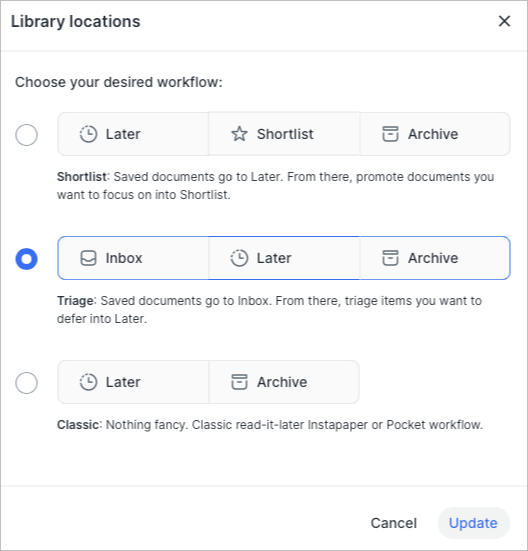 Library locations
Choose your desired workflow:
Later Shortlist Archive
Shortlist: Saved documents go to Later. From there, promote documents you
want to focus on into Shortlist.
Inbox Later Archive
Triage: Saved documents go to Inbox. From there, triage items you want to
defer into Later.
Later Archive
Classic: Nothing fancy. Classic read-it-later Instapaper or Pocket workflow.
Cancel Update